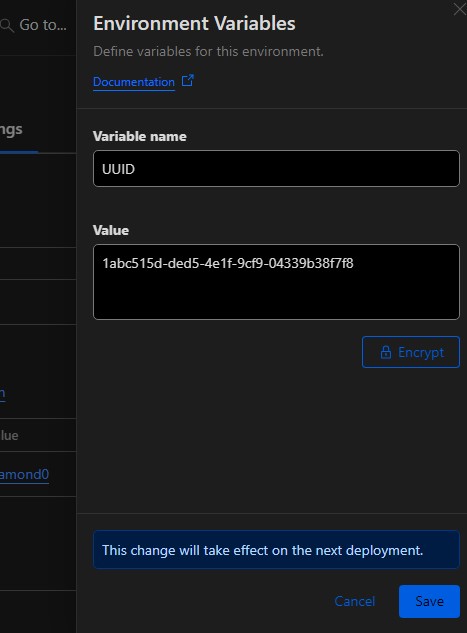 Go to...
Environment Variables
Define variables for this environment.
Documentation
ngs
Variable name
UUID
Value
1abc515d-ded5-4e1f-9cf9-04339b38f7f8
Encrypt
n
lue
amond0
This change will take effect on the next deployment.
Cancel
Save